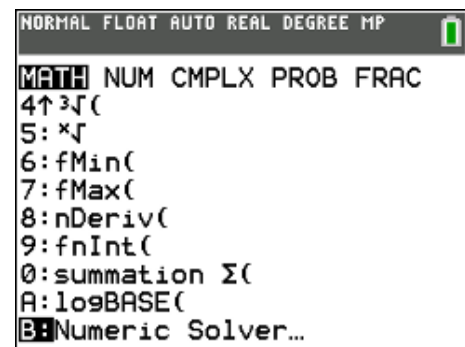 NORMAL FLOAT AUTO REAL DEGREE MP
MATH NUM CMPLX PROB FRAC
4↑³√(
5:ˣ√
6:fMin(
7:fMax(
8:nDeriv(
9:fnInt(
0:summation Σ(
A:logBASE(
B:Numeric Solver…